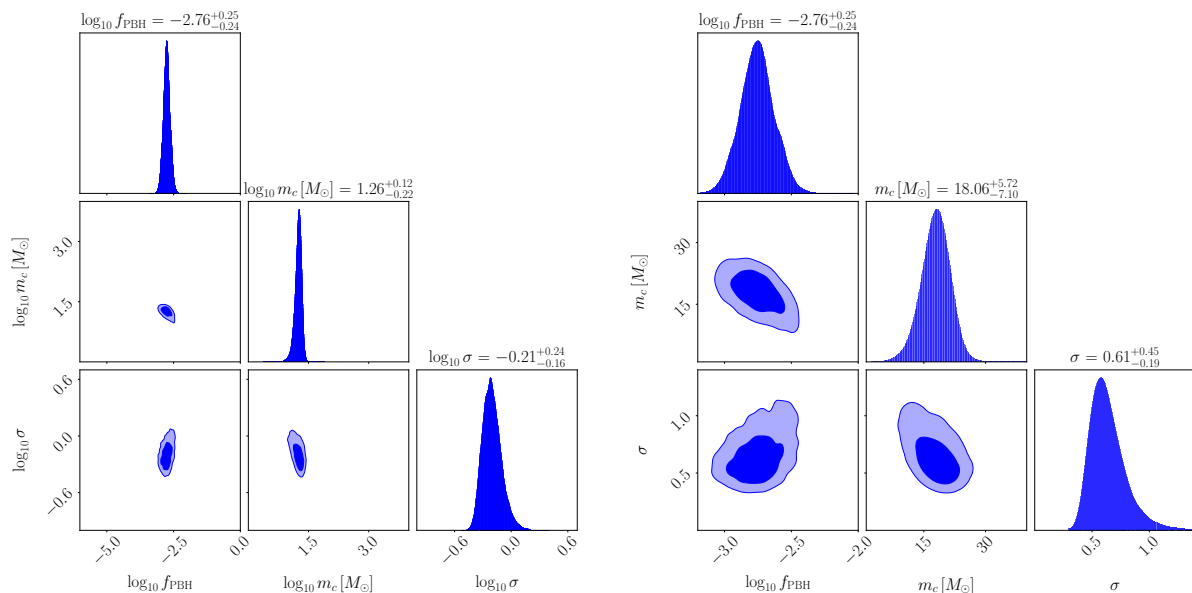 log₁₀ f_PBH = −2.76^{+0.25}_{−0.24}
log₁₀ m_c [M_⊙] = 1.26^{+0.12}_{−0.22}
log₁₀ σ = −0.21^{+0.24}_{−0.16}
log₁₀ m_c [M_⊙]
3.0
1.5
log₁₀ σ
0.6
0.0
−0.6
−5.0 −2.5 0.0
1.5 3.0
−0.6 0.0 0.6
log₁₀ f_PBH
log₁₀ m_c [M_⊙]
log₁₀ σ
log₁₀ f_PBH = −2.76^{+0.25}_{−0.24}
m_c [M_⊙] = 18.06^{+5.72}_{−7.10}
σ = 0.61^{+0.45}_{−0.19}
m_c [M_⊙]
30
15
σ
1.0
0.5
−3.0 −2.5 −2.0
15 30
0.5 1.0
log₁₀ f_PBH
m_c [M_⊙]
σ